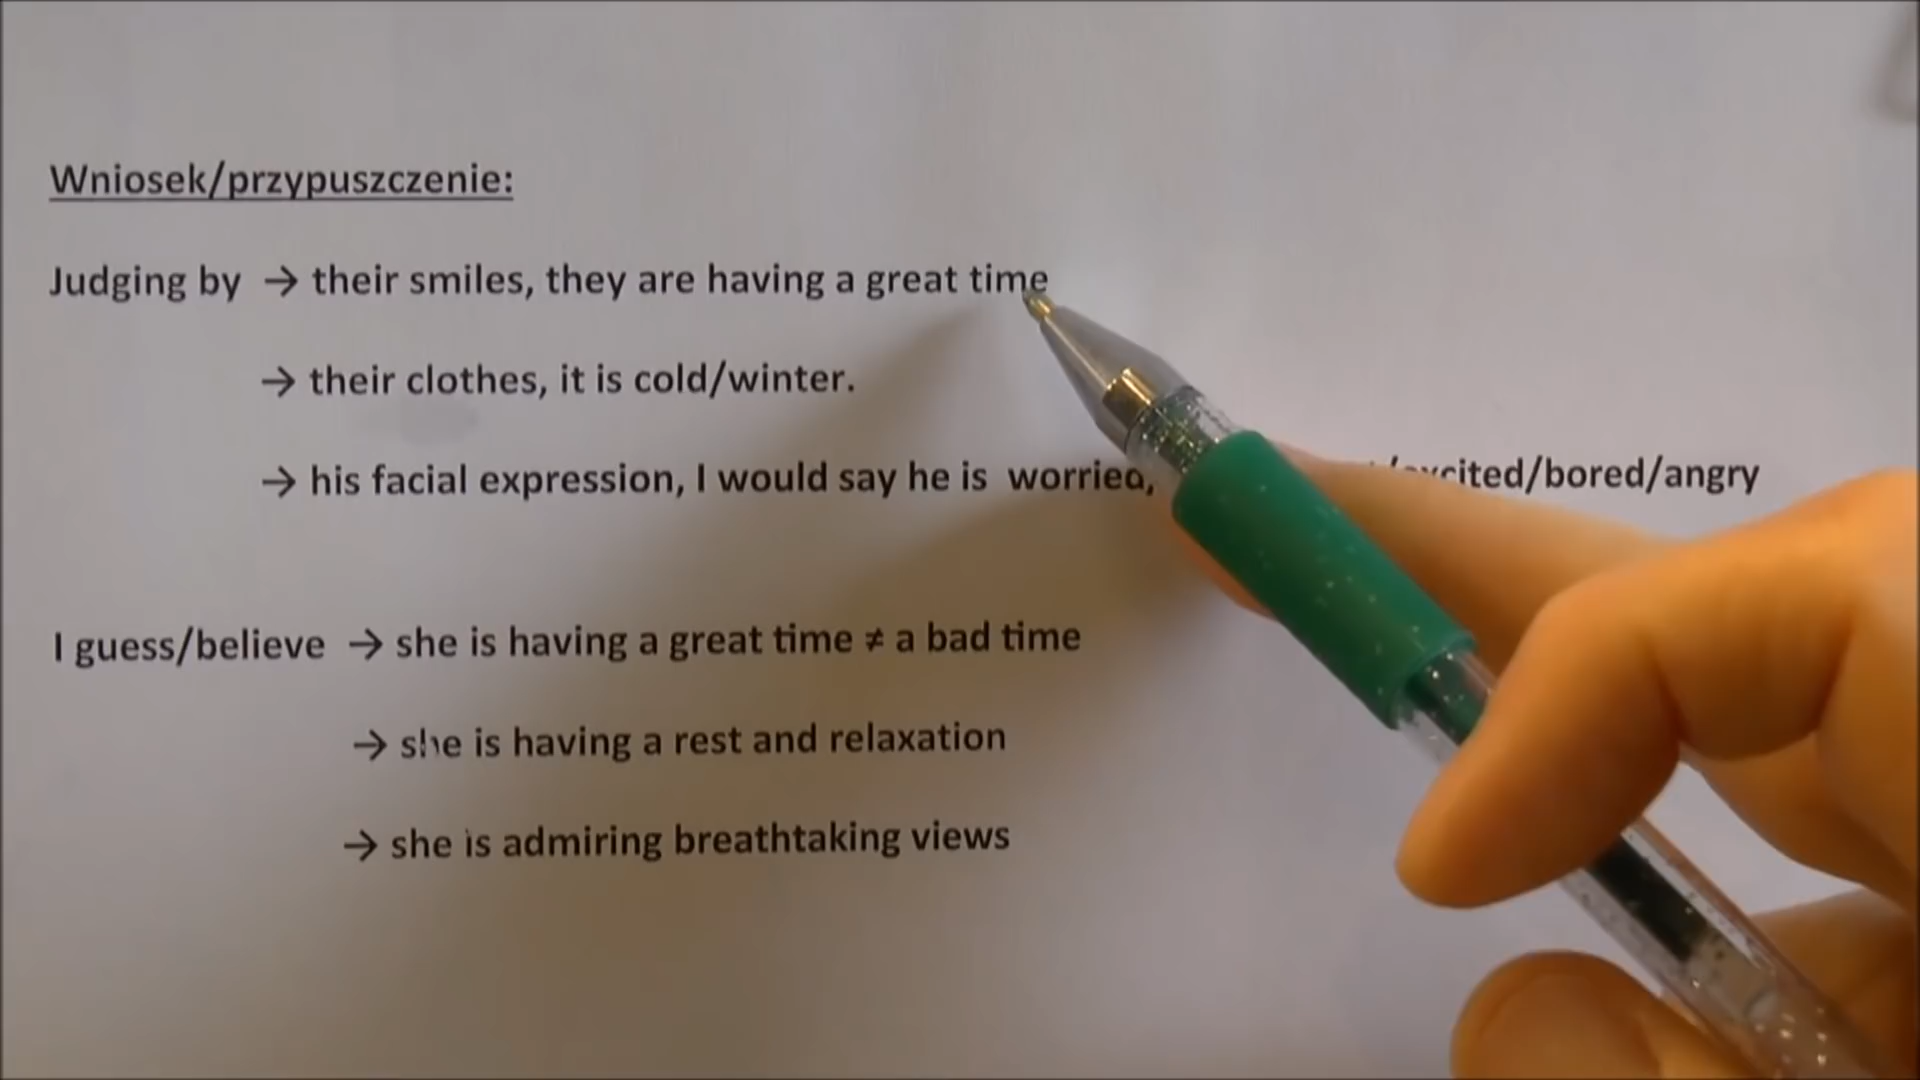 Wniosek/przypuszczenie:
Judging by → their smiles, they are having a great time
→ their clothes, it is cold/winter.
→ his facial expression, I would say he is worried, /excited/bored/angry
I guess/believe → she is having a great time ≠ a bad time
→ she is having a rest and relaxation
→ she is admiring breathtaking views